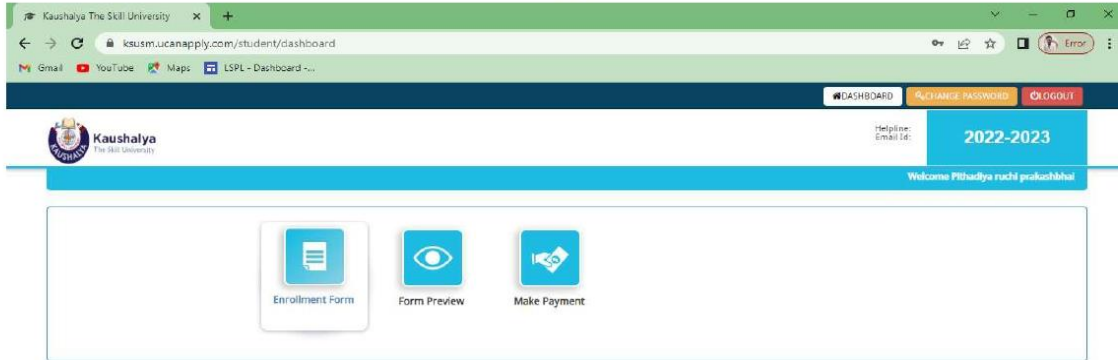 Kaushalya The Skill University
ksusm.ucanapply.com/student/dashboard
Error
Gmail YouTube Maps LSPL - Dashboard -...
DASHBOARD CHANGE PASSWORD LOGOUT
KAUSHALYA
Kaushalya
The Skill University
Helpline:
Email Id:
2022-2023
Welcome Pithadiya ruchi prakashbhai
Enrollment Form Form Preview Make Payment